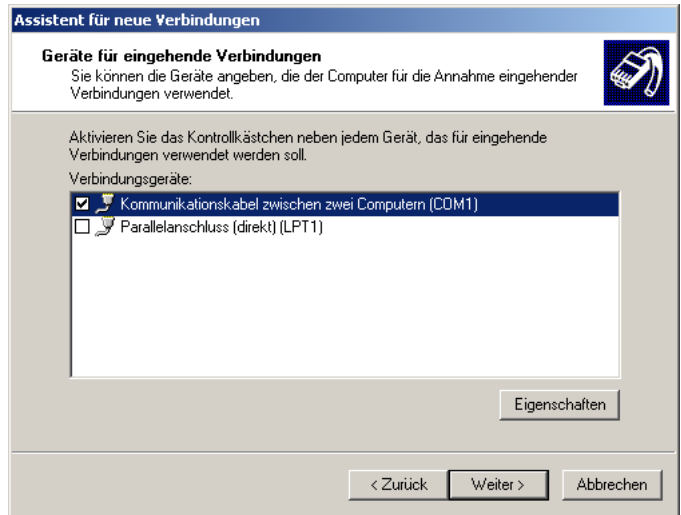 Assistent für neue Verbindungen
Geräte für eingehende Verbindungen
Sie können die Geräte angeben, die der Computer für die Annahme eingehender
Verbindungen verwendet.
Aktivieren Sie das Kontrollkästchen neben jedem Gerät, das für eingehende
Verbindungen verwendet werden soll.
Verbindungsgeräte:
Kommunikationskabel zwischen zwei Computern (COM1)
Parallelanschluss (direkt) (LPT1)
Eigenschaften
< Zurück Weiter > Abbrechen